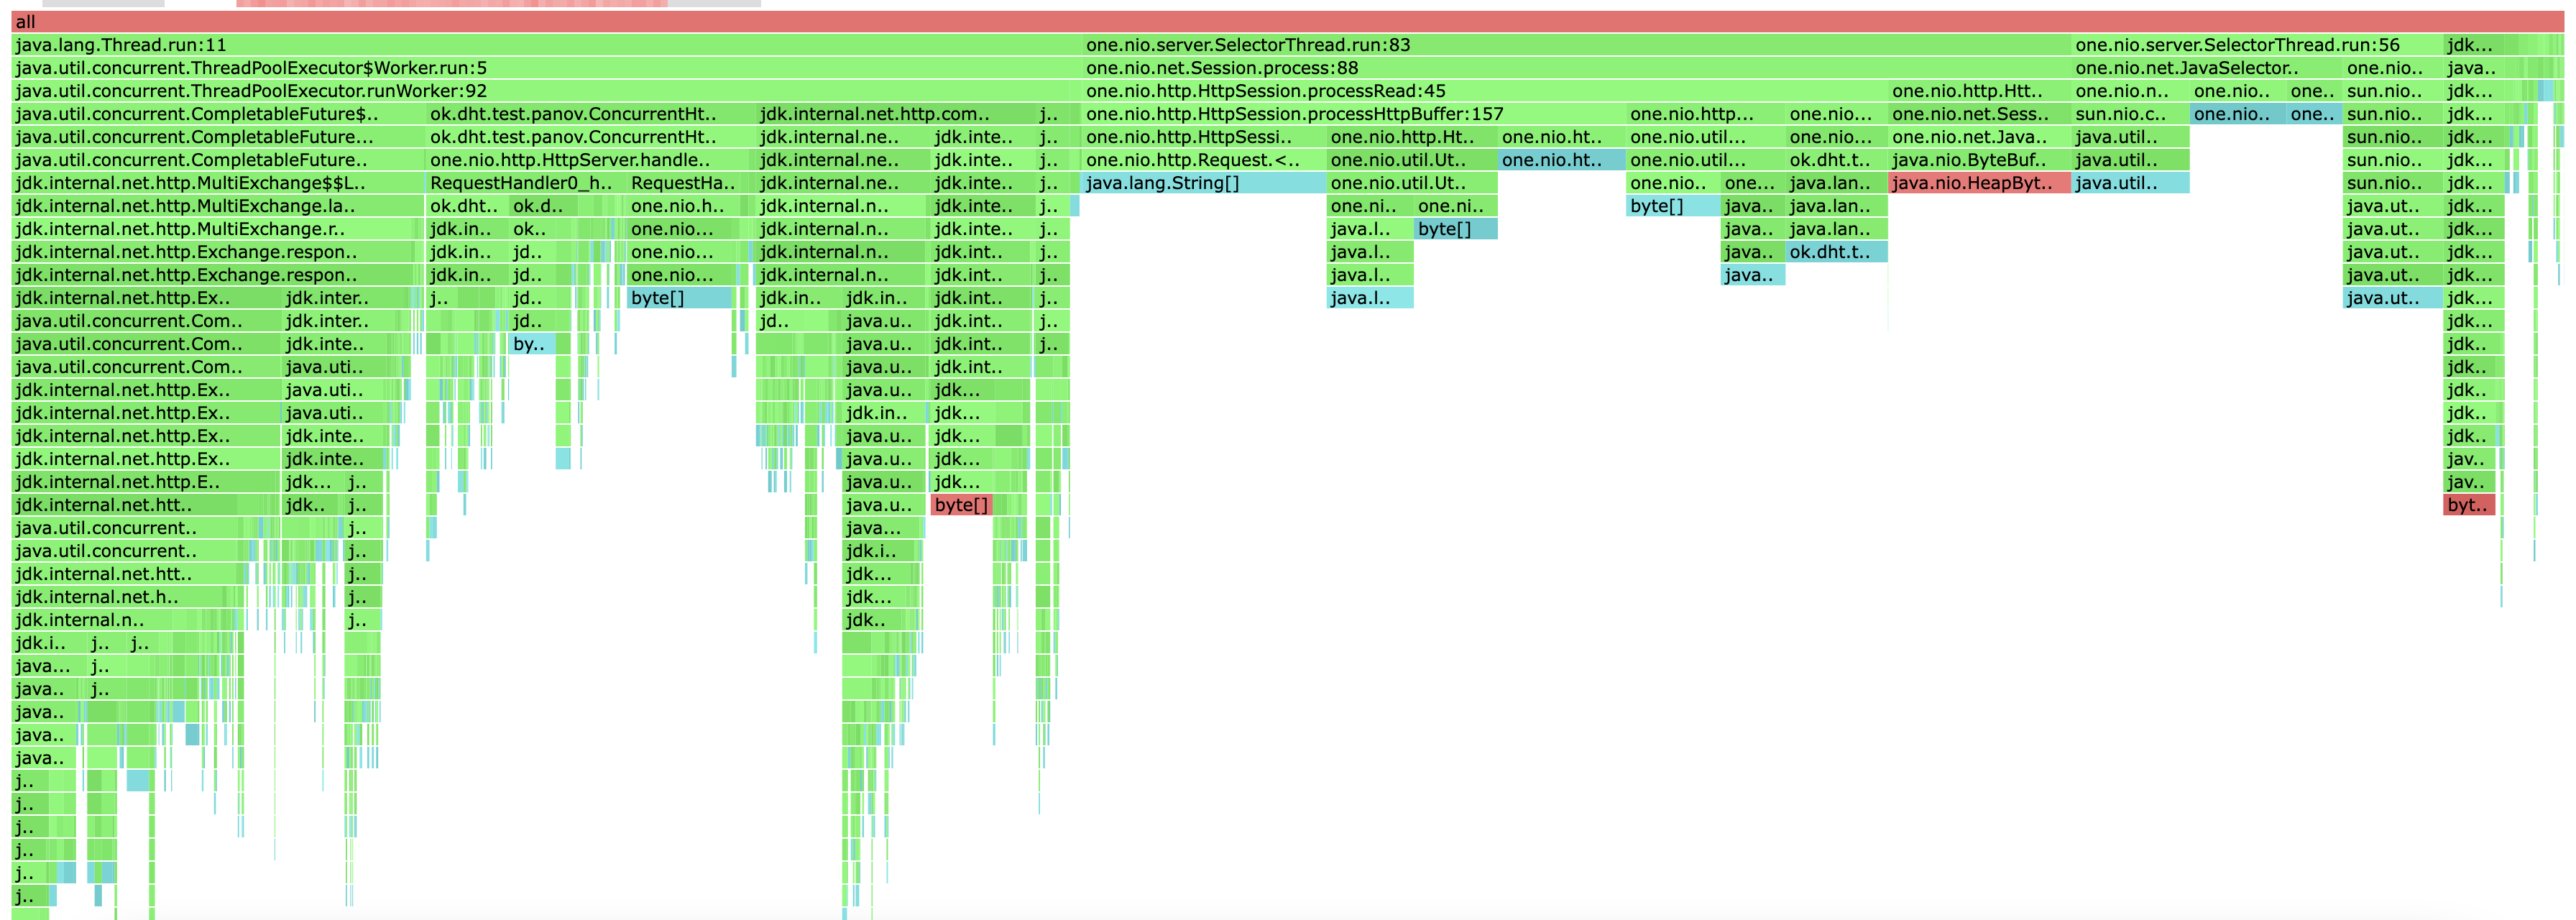 all
java.lang.Thread.run:11 one.nio.server.SelectorThread.run:83 one.nio.server.SelectorThread.run:56 jdk...
java.util.concurrent.ThreadPoolExecutor$Worker.run:5 one.nio.net.Session.process:88 one.nio.net.JavaSelector.. one.nio.. java..
java.util.concurrent.ThreadPoolExecutor.runWorker:92 one.nio.http.HttpSession.processRead:45 one.nio.http.Htt.. one.nio.n.. one.nio.. one.. sun.nio.. jdk...
java.util.concurrent.CompletableFuture$.. ok.dht.test.panov.ConcurrentHt.. jdk.internal.net.http.com.. j.. one.nio.http.HttpSession.processHttpBuffer:157 one.nio.http... one.nio... one.nio.net.Sess.. sun.nio.c.. one.nio.. one.. sun.nio.. jdk...
java.util.concurrent.CompletableFuture... ok.dht.test.panov.ConcurrentHt.. jdk.internal.ne.. jdk.inte.. j.. one.nio.http.HttpSessi.. one.nio.http.Ht.. one.nio.ht.. one.nio.util... one.nio... one.nio.net.Java.. java.util.. sun.nio.. jdk...
java.util.concurrent.CompletableFuture.. one.nio.http.HttpServer.handle.. jdk.internal.ne.. jdk.inte.. j.. one.nio.http.Request.<.. one.nio.util.Ut.. one.nio.ht.. one.nio.util... ok.dht.t.. java.nio.ByteBuf.. java.util.. sun.nio.. jdk...
jdk.internal.net.http.MultiExchange$$L.. RequestHandler0_h.. RequestHa.. jdk.internal.ne.. jdk.inte.. j.. java.lang.String[] one.nio.util.Ut.. one.nio.. one... java.lan.. java.nio.HeapByt.. java.util.. sun.nio.. jdk...
jdk.internal.net.http.MultiExchange.la.. ok.dht.. ok.d.. one.nio.h.. jdk.internal.n.. jdk.inte.. j.. one.ni.. one.ni.. byte[] java.. java.lan.. java.ut.. jdk...
jdk.internal.net.http.MultiExchange.r.. jdk.in.. ok.. one.nio... jdk.internal.n.. jdk.inte.. j.. java.l.. byte[] java.. java.lan.. java.ut.. jdk...
jdk.internal.net.http.Exchange.respon.. jdk.in.. jd.. one.nio... jdk.internal.n.. jdk.int.. j.. java.l.. java.. ok.dht.t.. java.ut.. jdk...
jdk.internal.net.http.Exchange.respon.. jdk.in.. jd.. one.nio... jdk.internal.n.. jdk.int.. j.. java.l.. java.. java.ut.. jdk...
jdk.internal.net.http.Ex.. jdk.inter.. j.. jd.. byte[] jdk.in.. jdk.in.. jdk.int.. j.. java.l.. java.ut.. jdk...
java.util.concurrent.Com.. jdk.inter.. jd.. jd.. java.u.. jdk.int.. j.. jdk...
java.util.concurrent.Com.. jdk.inte.. by.. java.u.. jdk.int.. j.. jdk..
java.util.concurrent.Com.. java.uti.. java.u.. jdk.int.. jdk..
jdk.internal.net.http.Ex.. java.uti.. java.u.. jdk... jdk..
jdk.internal.net.http.Ex.. java.uti.. jdk.in.. jdk... jdk..
jdk.internal.net.http.Ex.. jdk.inte.. java.u.. jdk... jdk..
jdk.internal.net.http.Ex.. jdk.inte.. java.u.. jdk... jav..
jdk.internal.net.http.E.. jdk... j.. java.u.. jdk... jav..
jdk.internal.net.htt.. jdk.. j.. java.u.. byte[] byt..
java.util.concurrent.. j.. java...
java.util.concurrent.. j.. jdk.i..
jdk.internal.net.htt.. j.. jdk...
jdk.internal.net.h.. j.. jdk...
jdk.internal.n.. j.. jdk..
jdk.i.. j.. j..
java... j..
java.. j..
java..
java..
java..
j..
j..
j..
j..
j..
j..